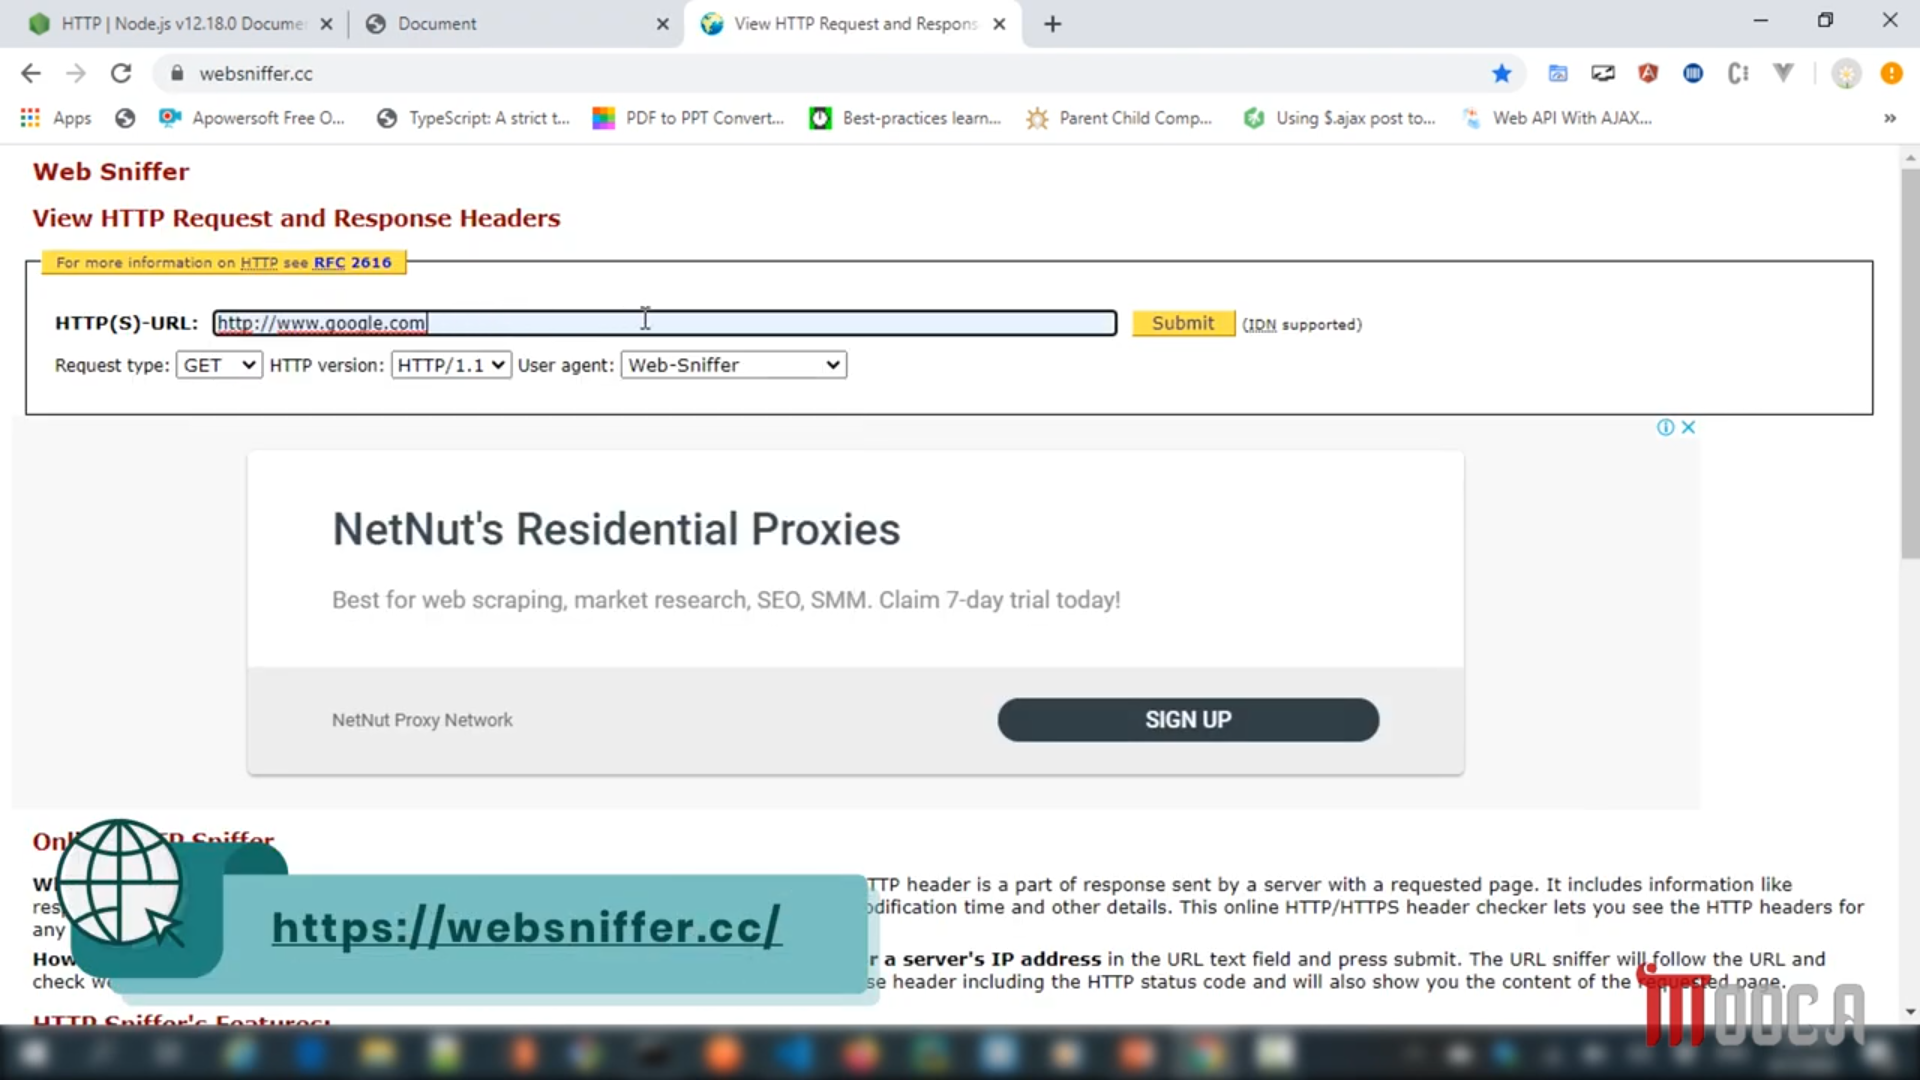 HTTP | Node.js v12.18.0 Docume
Document
View HTTP Request and Respons
websniffer.cc
Apps
Apowersoft Free O...
TypeScript: A strict t...
PDF to PPT Convert...
Best-practices learn...
Parent Child Comp...
Using $.ajax post to...
Web API With AJAX...
Web Sniffer
View HTTP Request and Response Headers
For more information on HTTP see RFC 2616
HTTP(S)-URL: http://www.google.com Submit (IDN supported)
Request type: GET HTTP version: HTTP/1.1 User agent: Web-Sniffer
NetNut's Residential Proxies
Best for web scraping, market research, SEO, SMM. Claim 7-day trial today!
NetNut Proxy Network
SIGN UP
Sniffer
TTP header is a part of response sent by a server with a requested page. It includes information like
odification time and other details. This online HTTP/HTTPS header checker lets you see the HTTP headers for
any
How
r a server's IP address in the URL text field and press submit. The URL sniffer will follow the URL and
check
se header including the HTTP status code and will also show you the content of the requested page.
HTTP Sniffer's Features:
https://websniffer.cc/
MOOCA